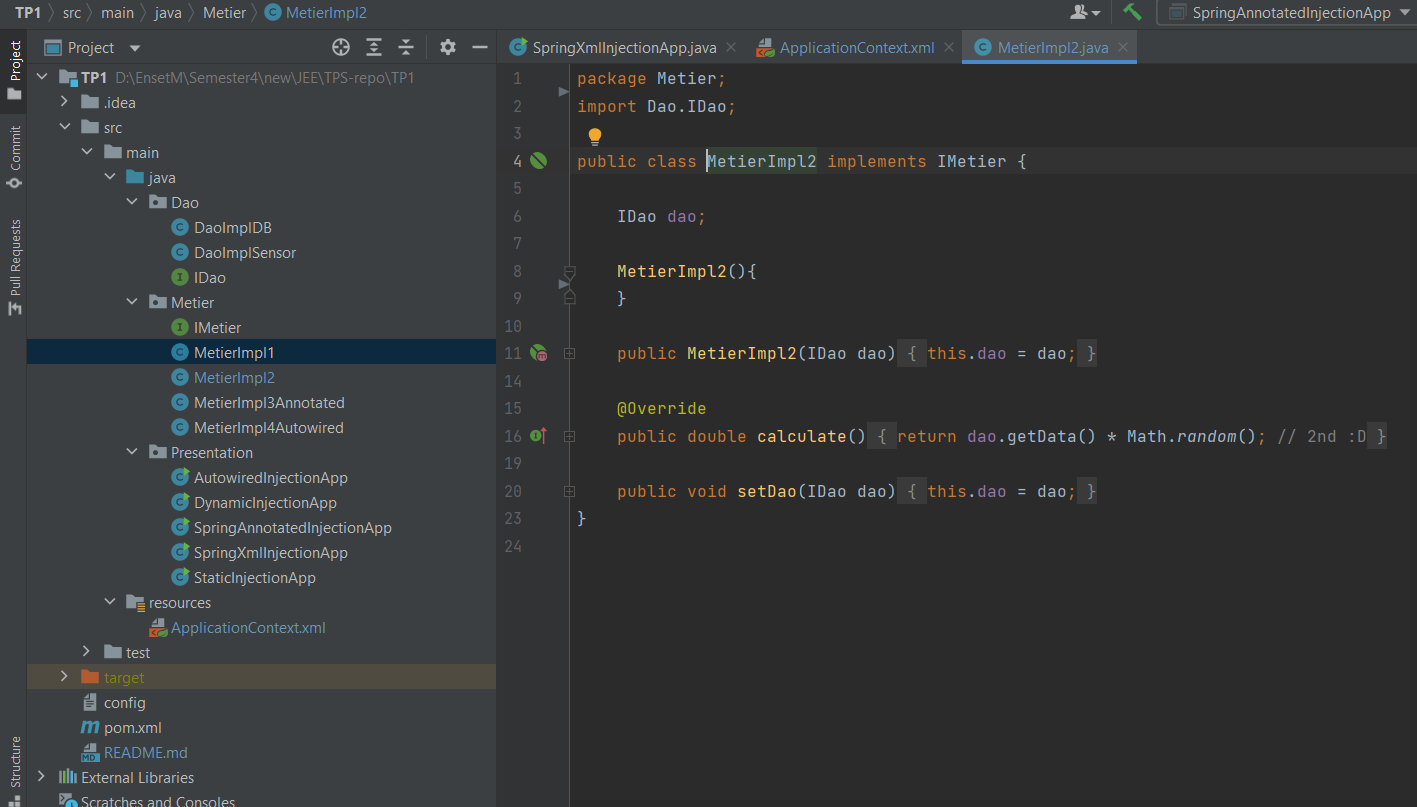 TP1 src main java Metier MetierImpl2 SpringAnnotatedInjectionApp
Project
Commit
Pull Requests
Structure
Project
TP1 D:\EnsetM\Semester4\new\JEE\TPS-repo\TP1
.idea
src
main
java
Dao
DaoImplDB
DaoImplSensor
IDao
Metier
IMetier
MetierImpl1
MetierImpl2
MetierImpl3Annotated
MetierImpl4Autowired
Presentation
AutowiredInjectionApp
DynamicInjectionApp
SpringAnnotatedInjectionApp
SpringXmlInjectionApp
StaticInjectionApp
resources
ApplicationContext.xml
test
target
config
pom.xml
README.md
External Libraries
Scratches and Consoles
SpringXmlInjectionApp.java ApplicationContext.xml MetierImpl2.java
1 package Metier;
2 import Dao.IDao;
3
4 public class MetierImpl2 implements IMetier {
5
6 IDao dao;
7
8 MetierImpl2(){
9 }
10
11 public MetierImpl2(IDao dao) { this.dao = dao; }
14
15 @Override
16 public double calculate() { return dao.getData() * Math.random(); // 2nd :D }
19
20 public void setDao(IDao dao) { this.dao = dao; }
23 }
24